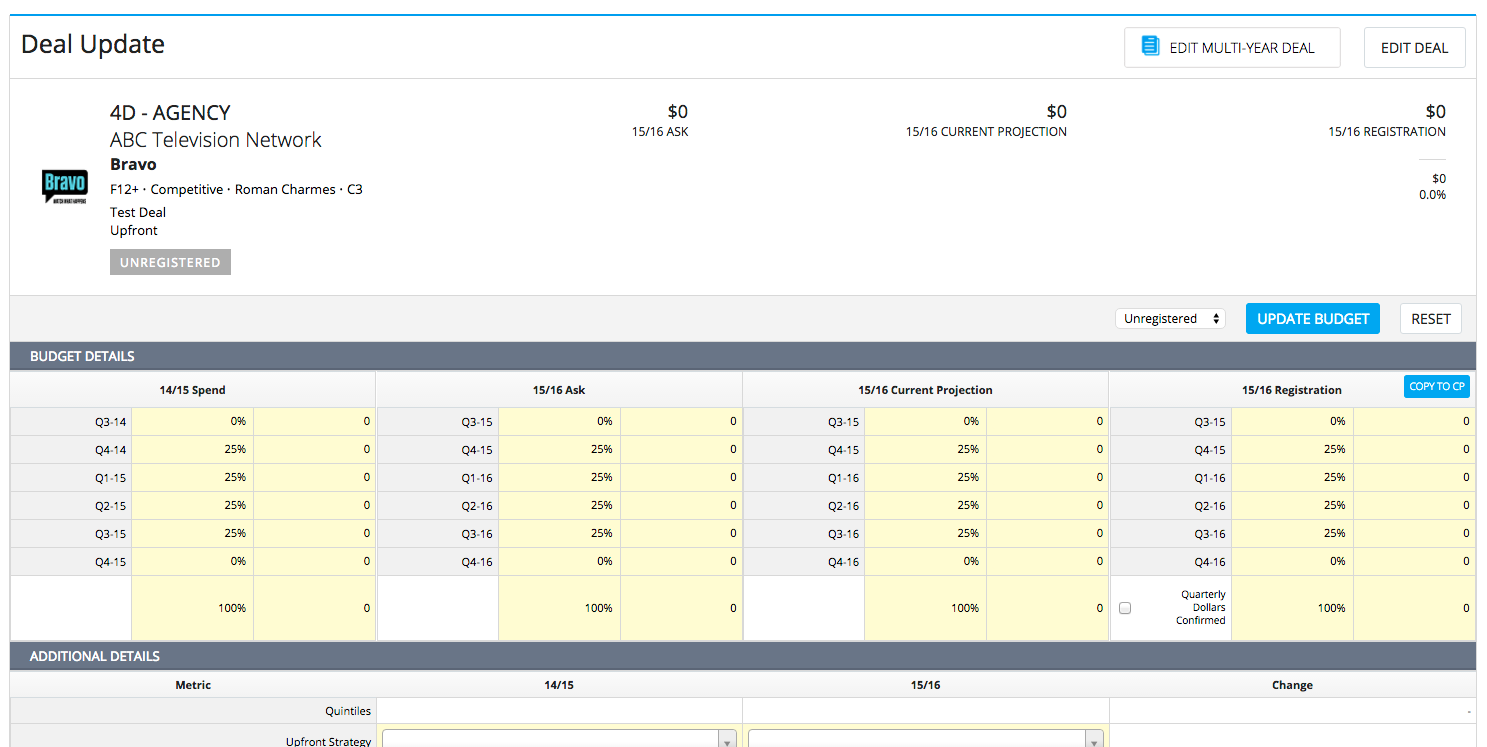 Deal Update
EDIT MULTI-YEAR DEAL
EDIT DEAL
4D - AGENCY
ABC Television Network
Bravo
F12+ · Competitive · Roman Charmes · C3
Test Deal
Upfront
UNREGISTERED
Bravo
$0
15/16 ASK
$0
15/16 CURRENT PROJECTION
$0
15/16 REGISTRATION
$0
0.0%
Unregistered
UPDATE BUDGET
RESET
BUDGET DETAILS
14/15 Spend 15/16 Ask 15/16 Current Projection 15/16 Registration COPY TO CP
Q3-14 0% 0 Q3-15 0% 0 Q3-15 0% 0 Q3-15 0% 0
Q4-14 25% 0 Q4-15 25% 0 Q4-15 25% 0 Q4-15 25% 0
Q1-15 25% 0 Q1-16 25% 0 Q1-16 25% 0 Q1-16 25% 0
Q2-15 25% 0 Q2-16 25% 0 Q2-16 25% 0 Q2-16 25% 0
Q3-15 25% 0 Q3-16 25% 0 Q3-16 25% 0 Q3-16 25% 0
Q4-15 0% 0 Q4-16 0% 0 Q4-16 0% 0 Q4-16 0% 0
100% 0 100% 0 100% 0
Quarterly
Dollars
Confirmed
100% 0
ADDITIONAL DETAILS
Metric 14/15 15/16 Change
Quintiles -
Upfront Strategy